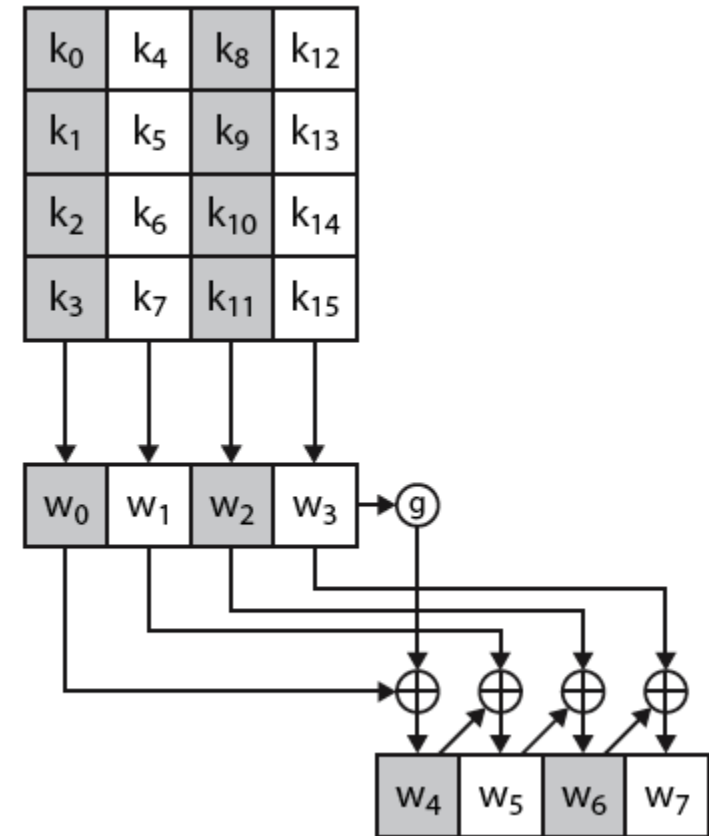 k₀ k₄ k₈ k₁₂
k₁ k₅ k₉ k₁₃
k₂ k₆ k₁₀ k₁₄
k₃ k₇ k₁₁ k₁₅
w₀ w₁ w₂ w₃ g
w₄ w₅ w₆ w₇